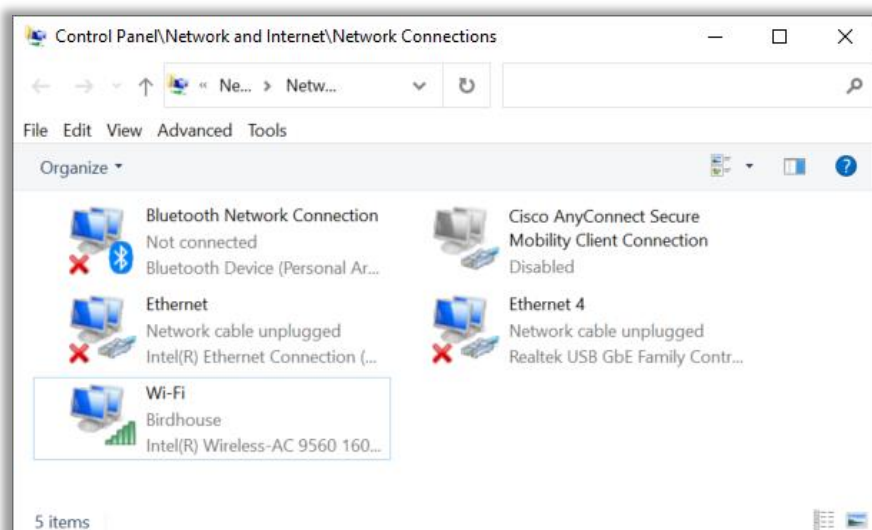 Control Panel\Network and Internet\Network Connections
« Ne... > Netw...
File Edit View Advanced Tools
Organize
Bluetooth Network Connection
Not connected
Bluetooth Device (Personal Ar...
Cisco AnyConnect Secure
Mobility Client Connection
Disabled
Ethernet
Network cable unplugged
Intel(R) Ethernet Connection (...
Ethernet 4
Network cable unplugged
Realtek USB GbE Family Contr...
Wi-Fi
Birdhouse
Intel(R) Wireless-AC 9560 160...
5 items